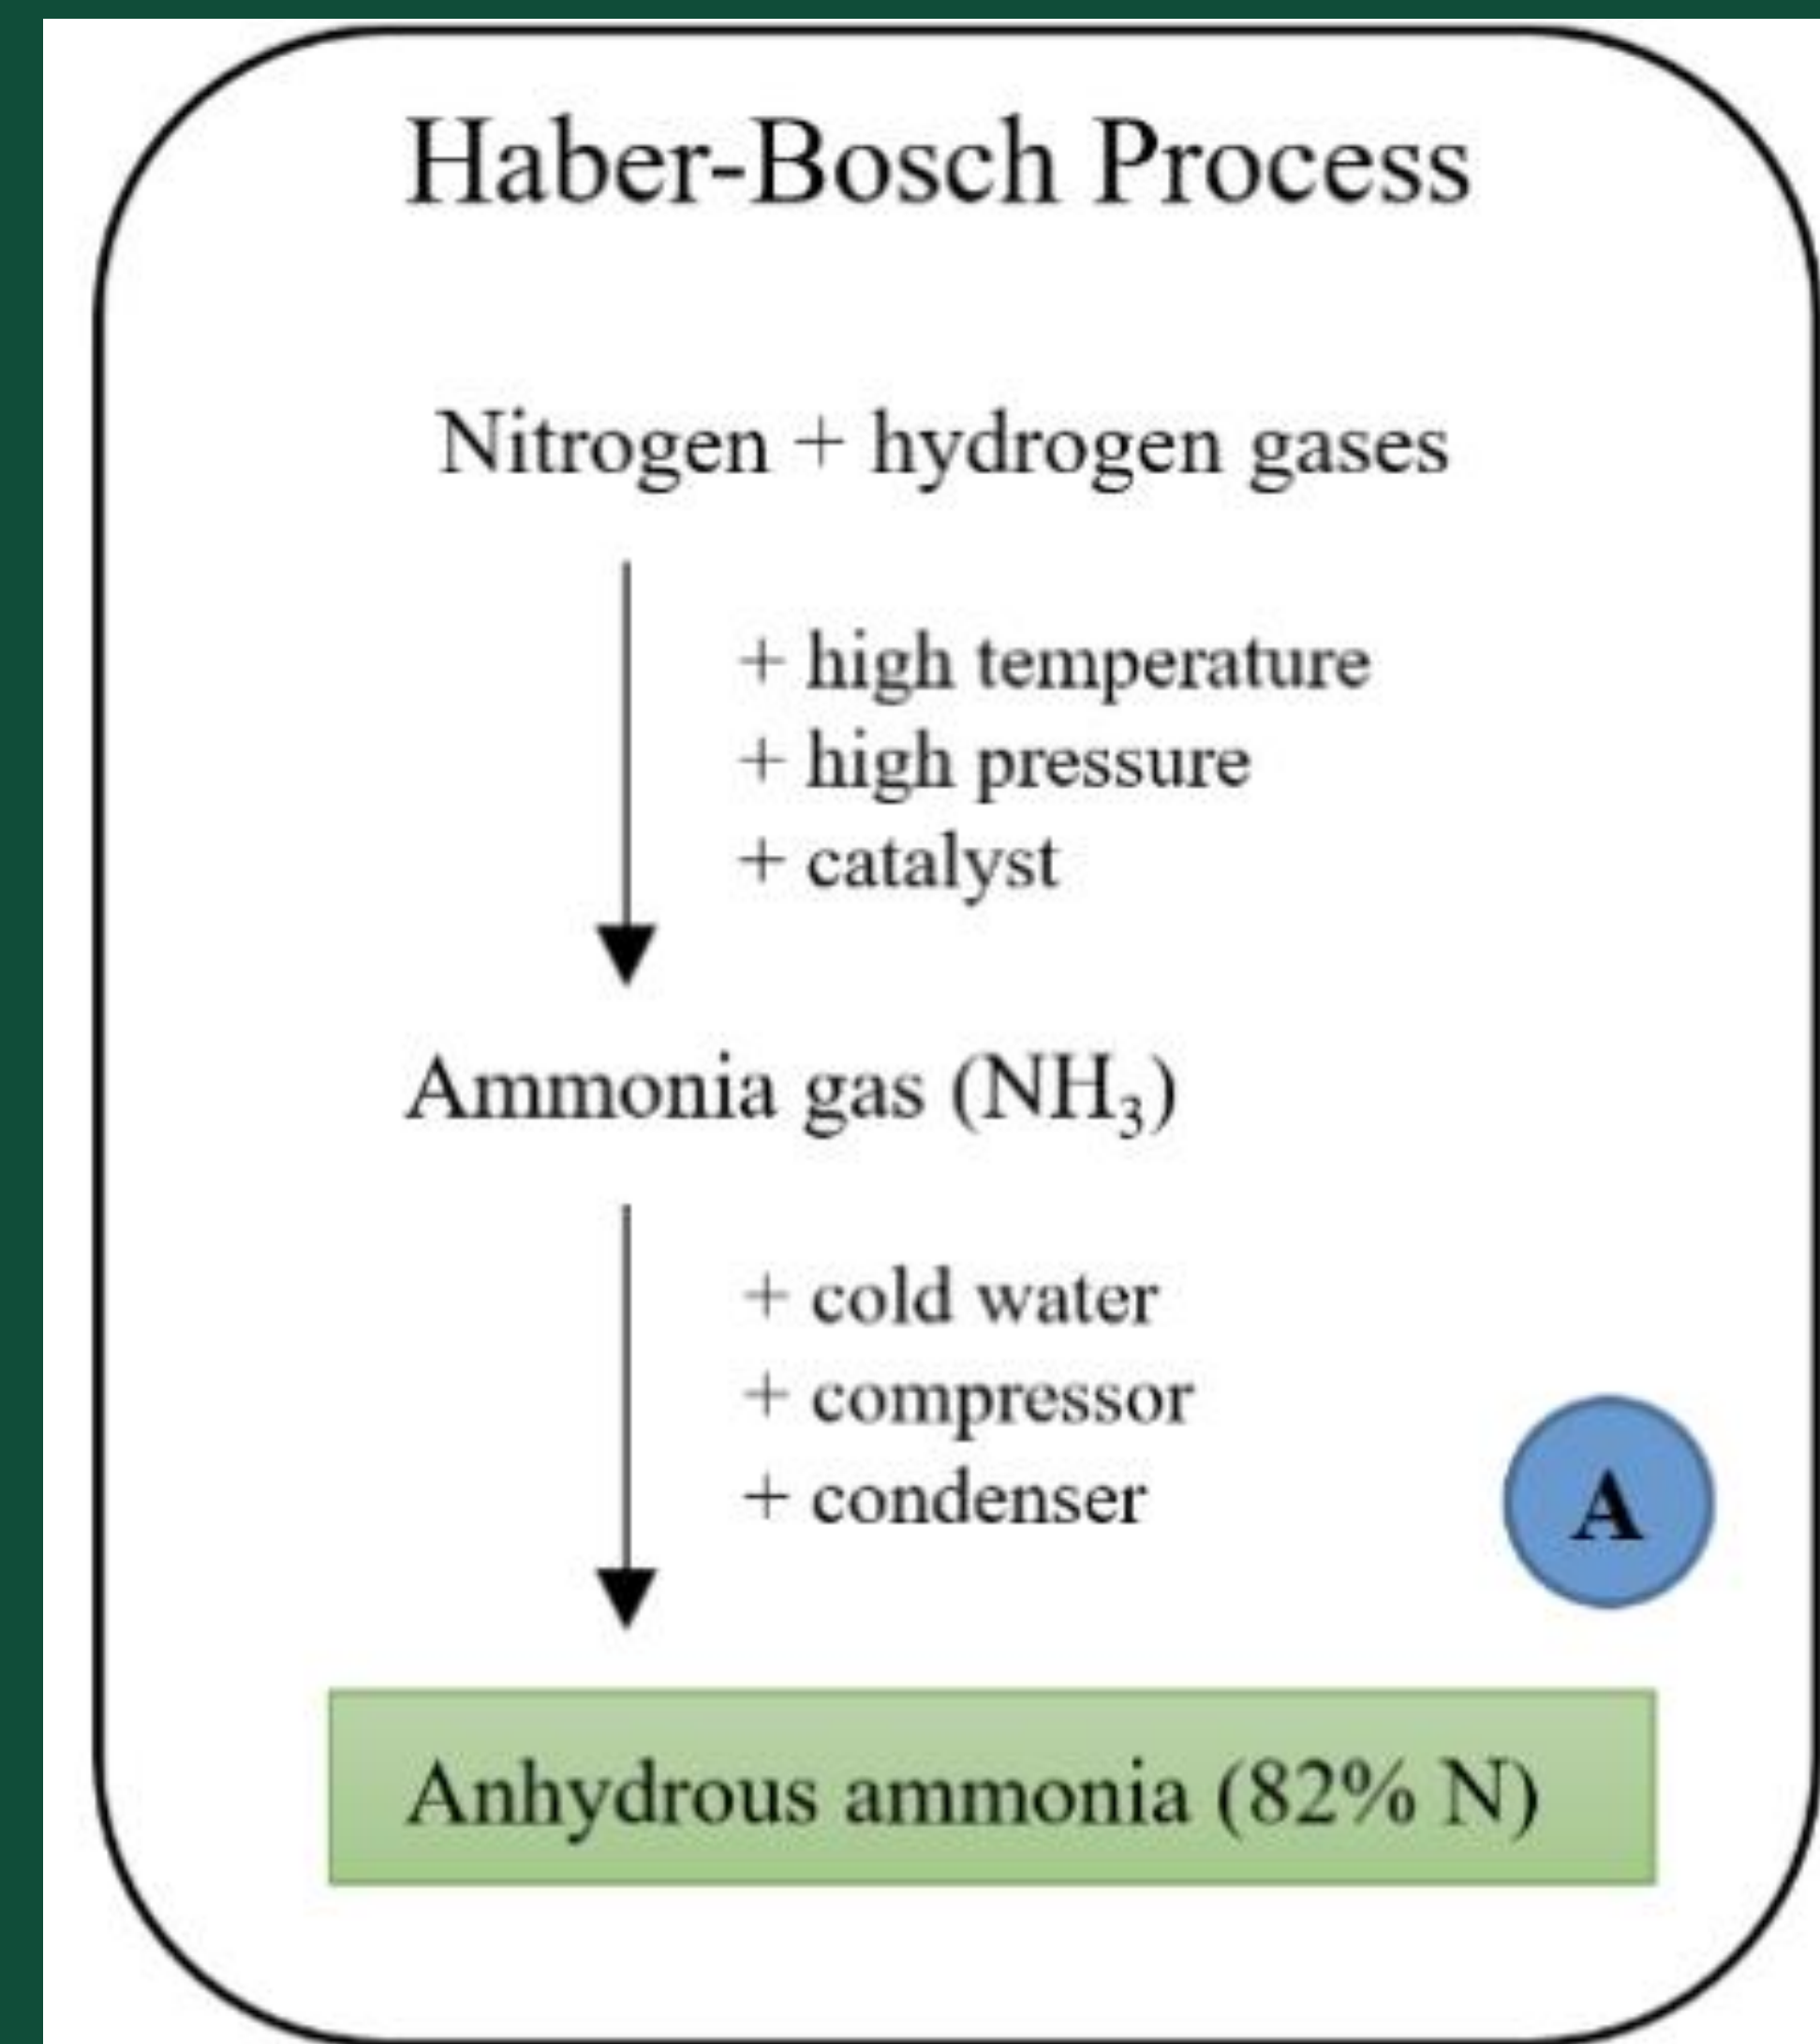 Haber-Bosch Process
Nitrogen + hydrogen gases
+ high temperature
+ high pressure
+ catalyst
Ammonia gas (NH₃)
+ cold water
+ compressor
+ condenser
A
Anhydrous ammonia (82% N)